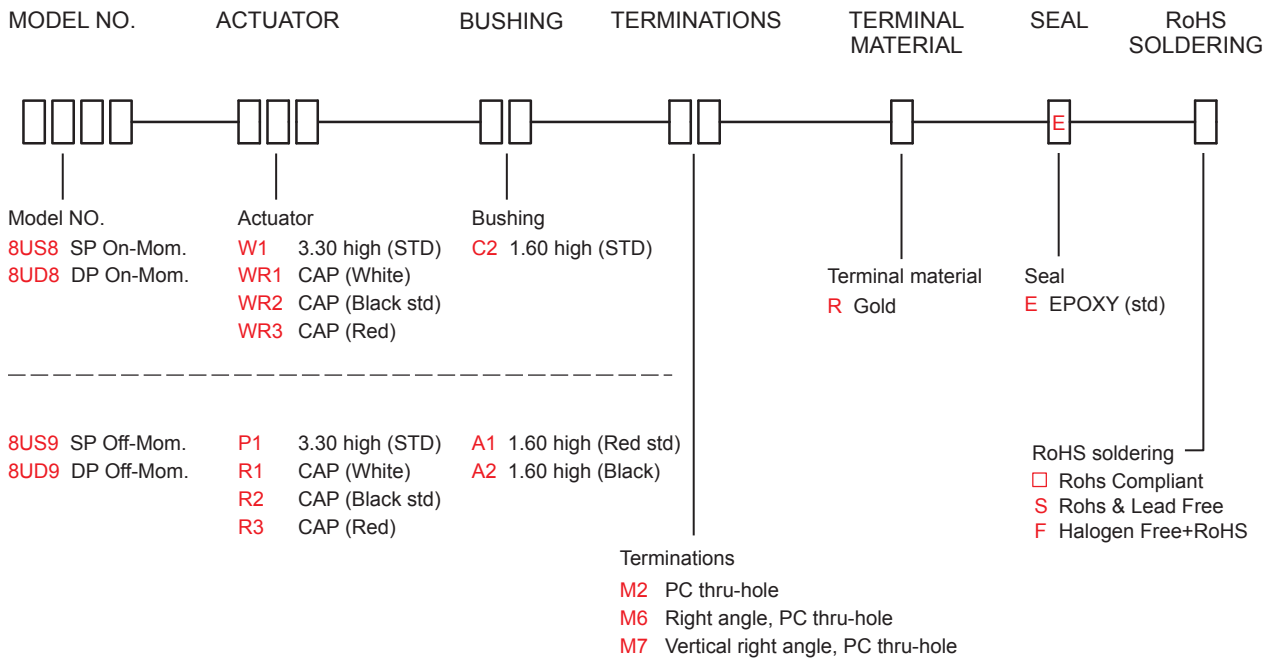 MODEL NO. ACTUATOR BUSHING TERMINATIONS TERMINAL MATERIAL SEAL RoHS SOLDERING
E
Model NO.
8US8 SP On-Mom.
8UD8 DP On-Mom.
Actuator
W1 3.30 high (STD)
WR1 CAP (White)
WR2 CAP (Black std)
WR3 CAP (Red)
Bushing
C2 1.60 high (STD)
Terminal material
R Gold
Seal
E EPOXY (std)
8US9 SP Off-Mom.
8UD9 DP Off-Mom.
P1 3.30 high (STD)
R1 CAP (White)
R2 CAP (Black std)
R3 CAP (Red)
A1 1.60 high (Red std)
A2 1.60 high (Black)
RoHS soldering
□ Rohs Compliant
S Rohs & Lead Free
F Halogen Free+RoHS
Terminations
M2 PC thru-hole
M6 Right angle, PC thru-hole
M7 Vertical right angle, PC thru-hole